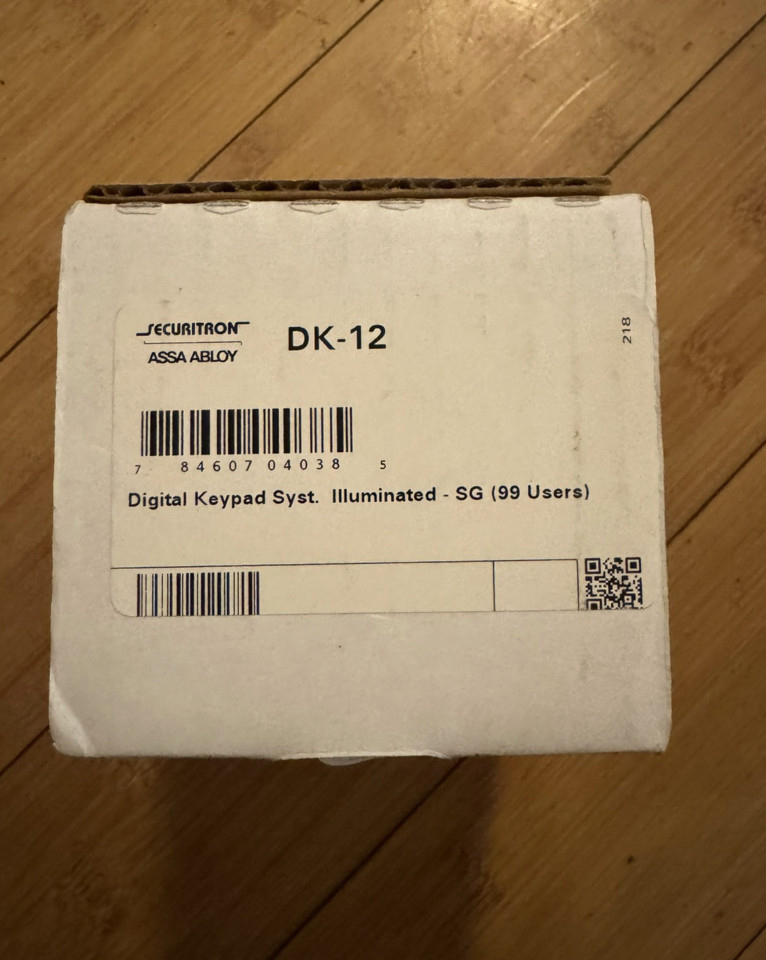 SECURITRON
ASSA ABLOY
DK-12
218
7 84607 04038 5
Digital Keypad Syst. Illuminated - SG (99 Users)